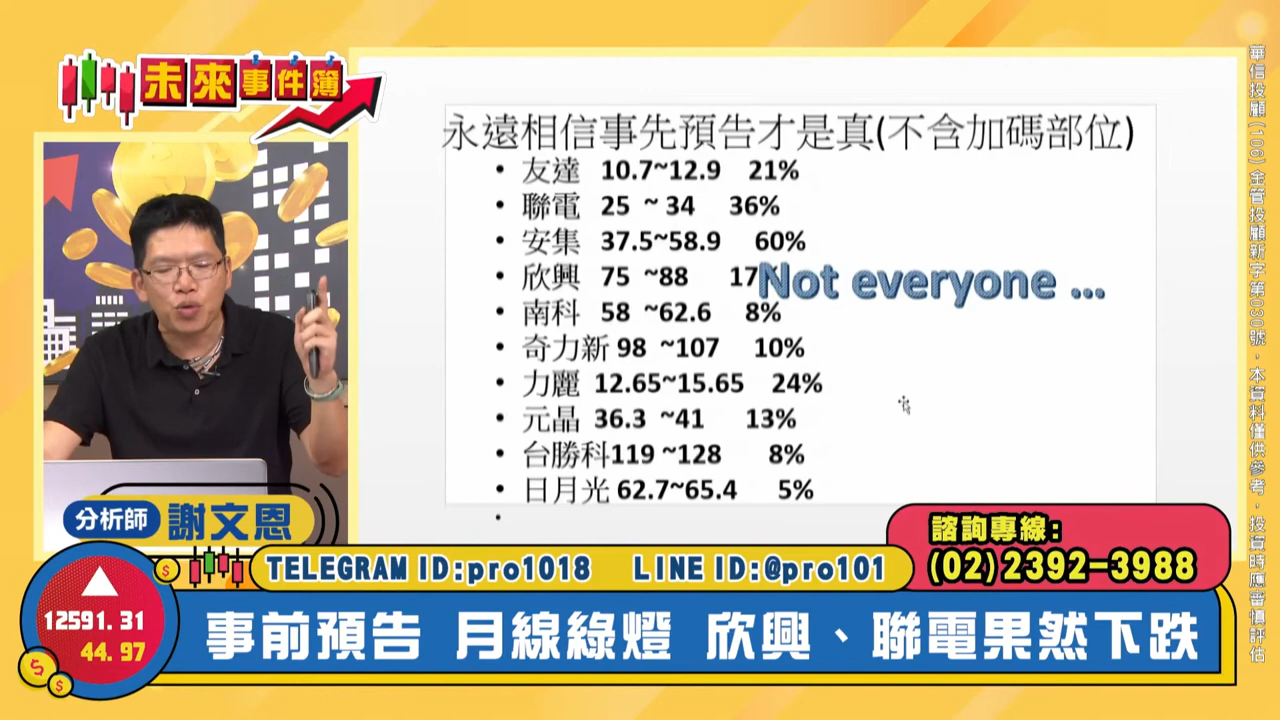 未來事件簿
永遠相信事先預告才是真(不含加碼部位)
• 友達 10.7~12.9 21%
• 聯電 25 ~ 34 36%
• 安集 37.5~58.9 60%
• 欣興 75 ~88 17
Not everyone ...
• 南科 58 ~62.6 8%
• 奇力新 98 ~107 10%
• 力麗 12.65~15.65 24%
• 元晶 36.3 ~41 13%
• 台勝科119 ~128 8%
• 日月光 62.7~65.4 5%
華信投顧(106)金管投顧新字第030號,本資料僅供參考,投資時應審慎評估
分析師 謝文恩
諮詢專線:
(02)2392-3988
TELEGRAM ID:pro1018 LINE ID:@pro101
12591.31
44.97
事前預告 月線綠燈 欣興、聯電果然下跌